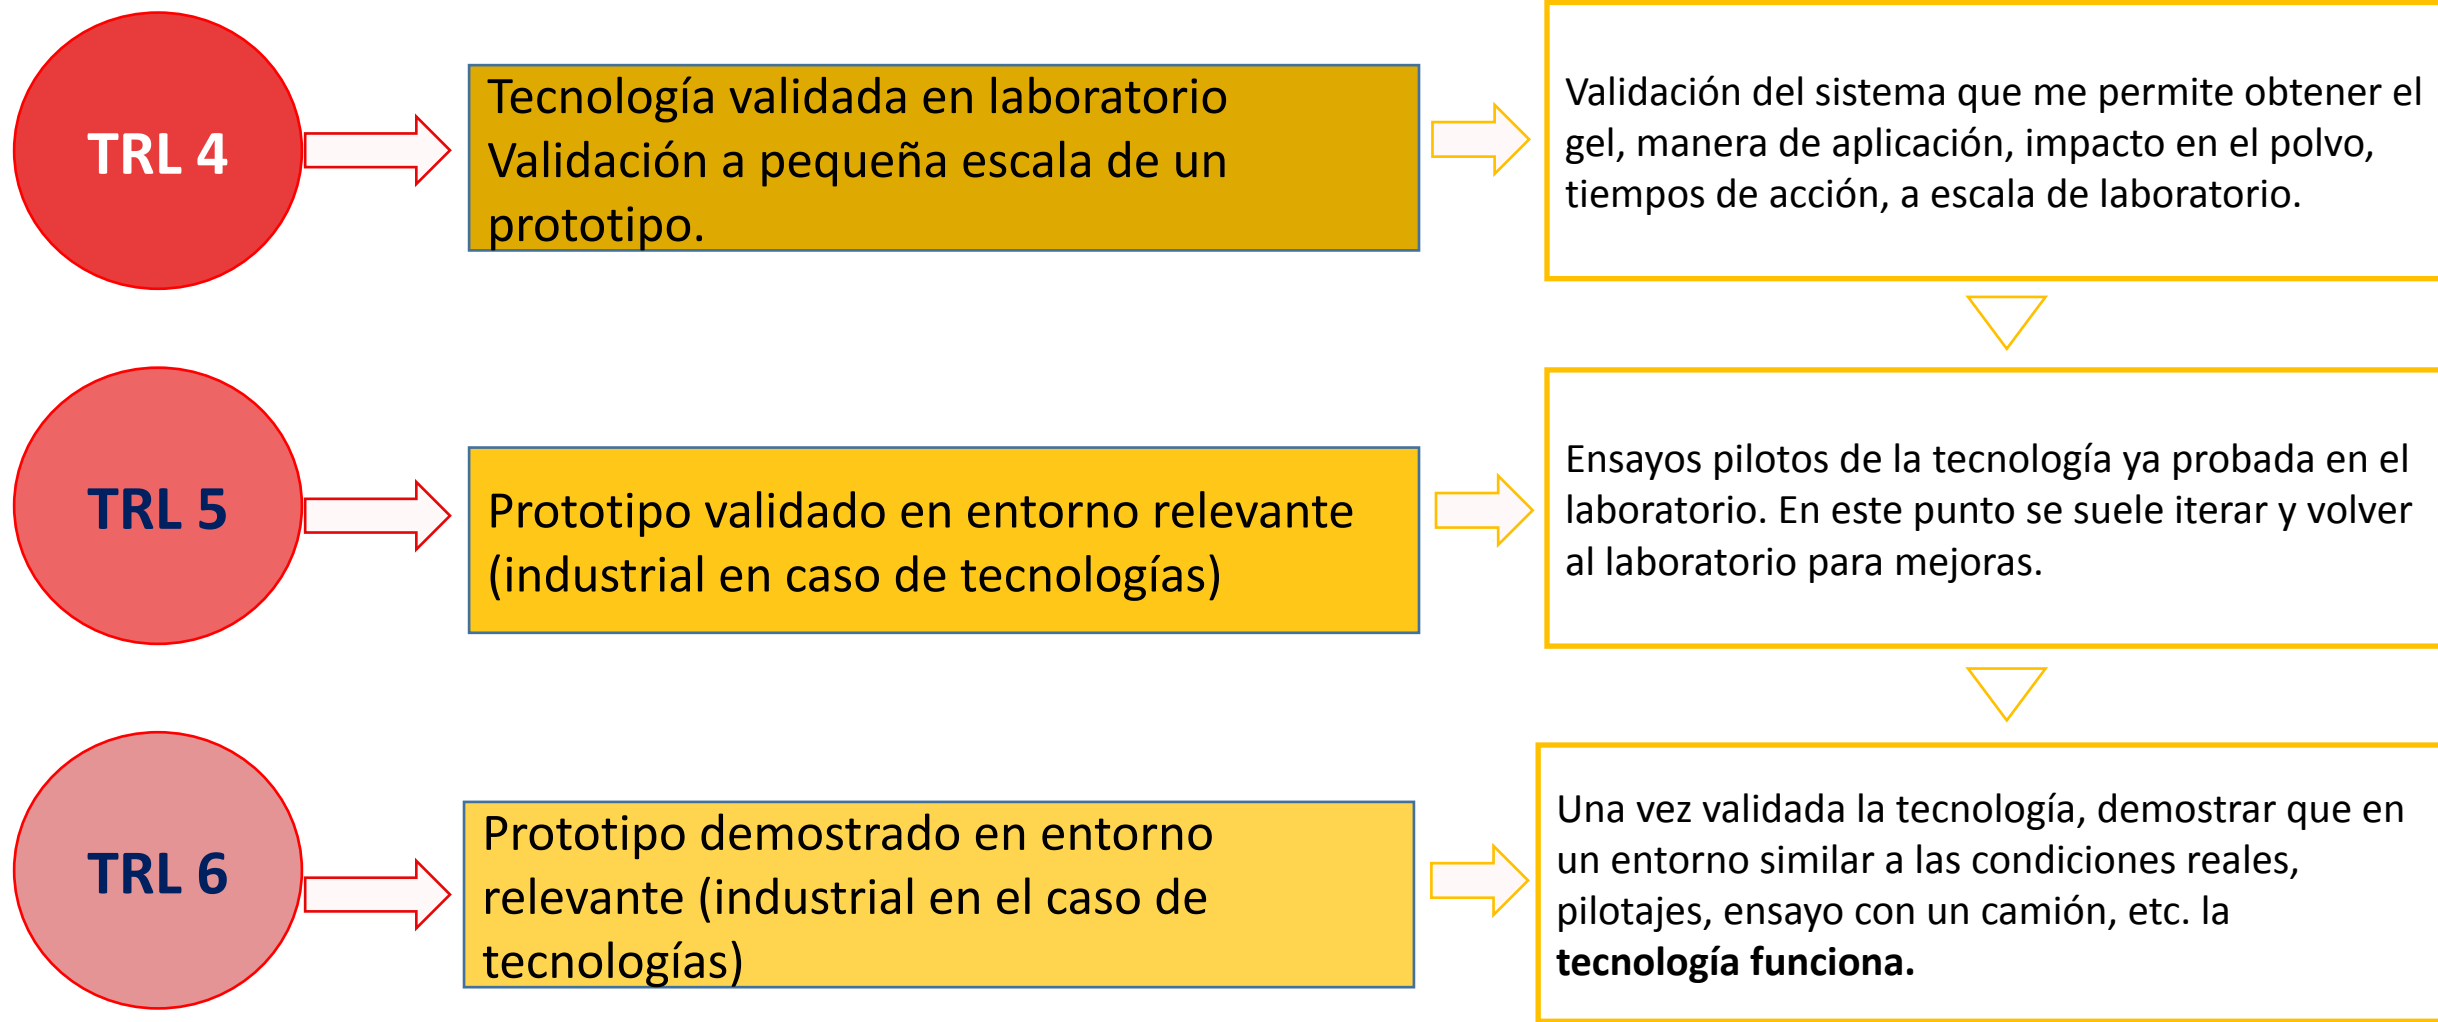 TRL 4
Tecnología validada en laboratorio
Validación a pequeña escala de un
prototipo.
Validación del sistema que me permite obtener el
gel, manera de aplicación, impacto en el polvo,
tiempos de acción, a escala de laboratorio.
TRL 5
Prototipo validado en entorno relevante
(industrial en caso de tecnologías)
Ensayos pilotos de la tecnología ya probada en el
laboratorio. En este punto se suele iterar y volver
al laboratorio para mejoras.
TRL 6
Prototipo demostrado en entorno
relevante (industrial en el caso de
tecnologías)
Una vez validada la tecnología, demostrar que en
un entorno similar a las condiciones reales,
pilotajes, ensayo con un camión, etc. la
tecnología funciona.